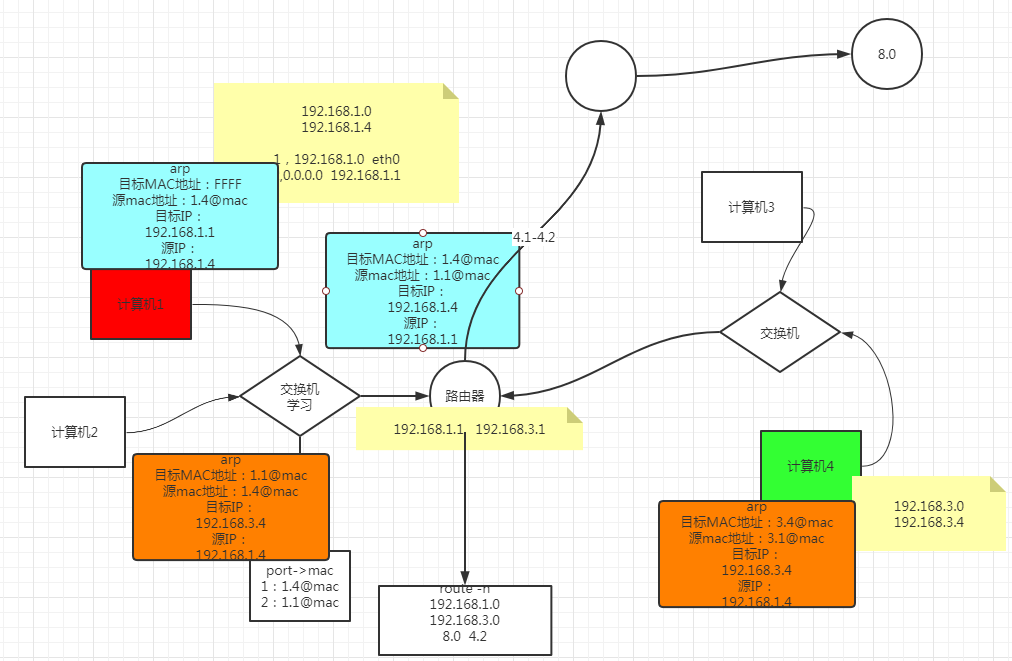 8.0
192.168.1.0
192.168.1.4
1，192.168.1.0 eth0
,0.0.0.0 192.168.1.1
arp
目标MAC地址：FFFF
源mac地址：1.4@mac
目标IP：
192.168.1.1
源IP：
192.168.1.4
计算机1
4.1-4.2
arp
目标MAC地址：1.4@mac
源mac地址：1.1@mac
目标IP：
192.168.1.4
源IP：
192.168.1.1
计算机3
交换机
交换机
学习
路由器
192.168.1.1 192.168.3.1
计算机2
计算机4
arp
目标MAC地址：1.1@mac
源mac地址：1.4@mac
目标IP：
192.168.3.4
源IP：
192.168.1.4
port->mac
1：1.4@mac
2：1.1@mac
route -n
192.168.1.0
192.168.3.0
8.0 4.2
192.168.3.0
192.168.3.4
arp
目标MAC地址：3.4@mac
源mac地址：3.1@mac
目标IP：
192.168.3.4
源IP：
192.168.1.4